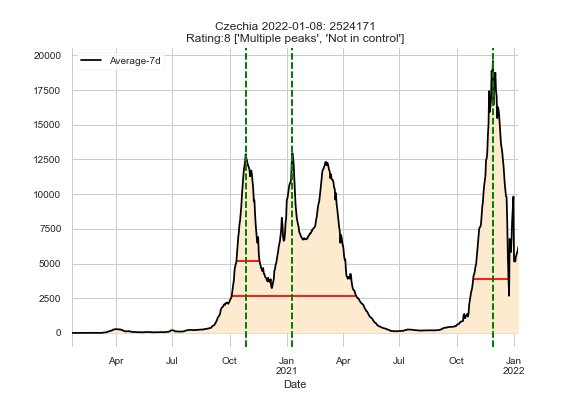 Czechia 2022-01-08: 2524171
Rating:8 ['Multiple peaks', 'Not in control']
Average-7d
20000
17500
15000
12500
10000
7500
5000
2500
0
Apr
Jul
Oct
Jan
2021
Apr
Jul
Oct
Jan
2022
Date